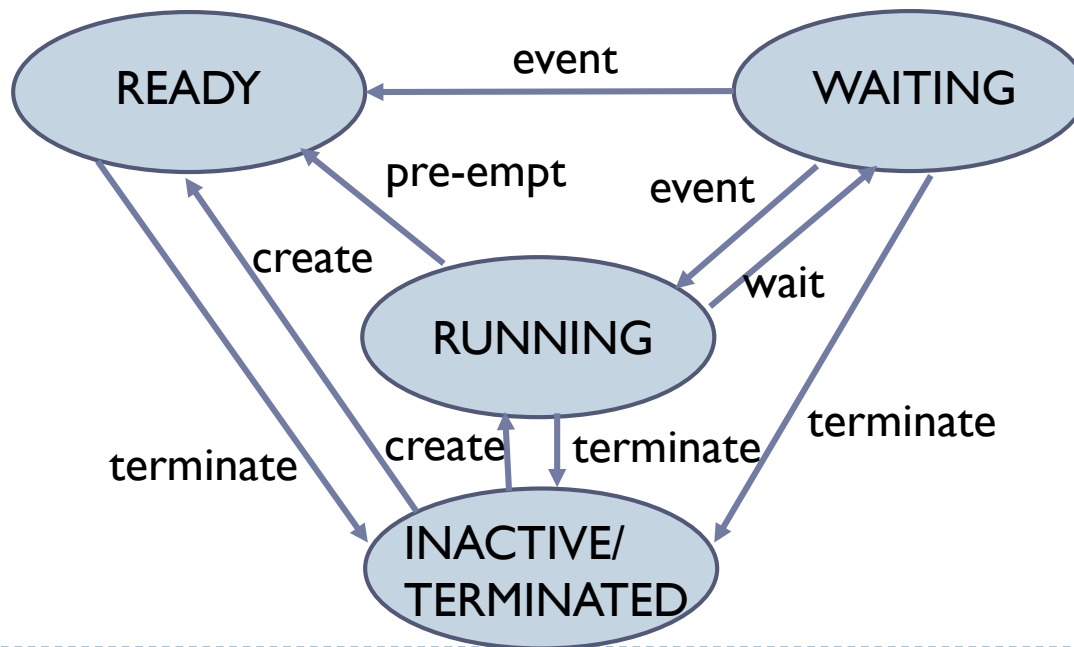 event
READY
WAITING
pre-empt
event
create
wait
RUNNING
terminate
create
terminate
terminate
INACTIVE/
TERMINATED